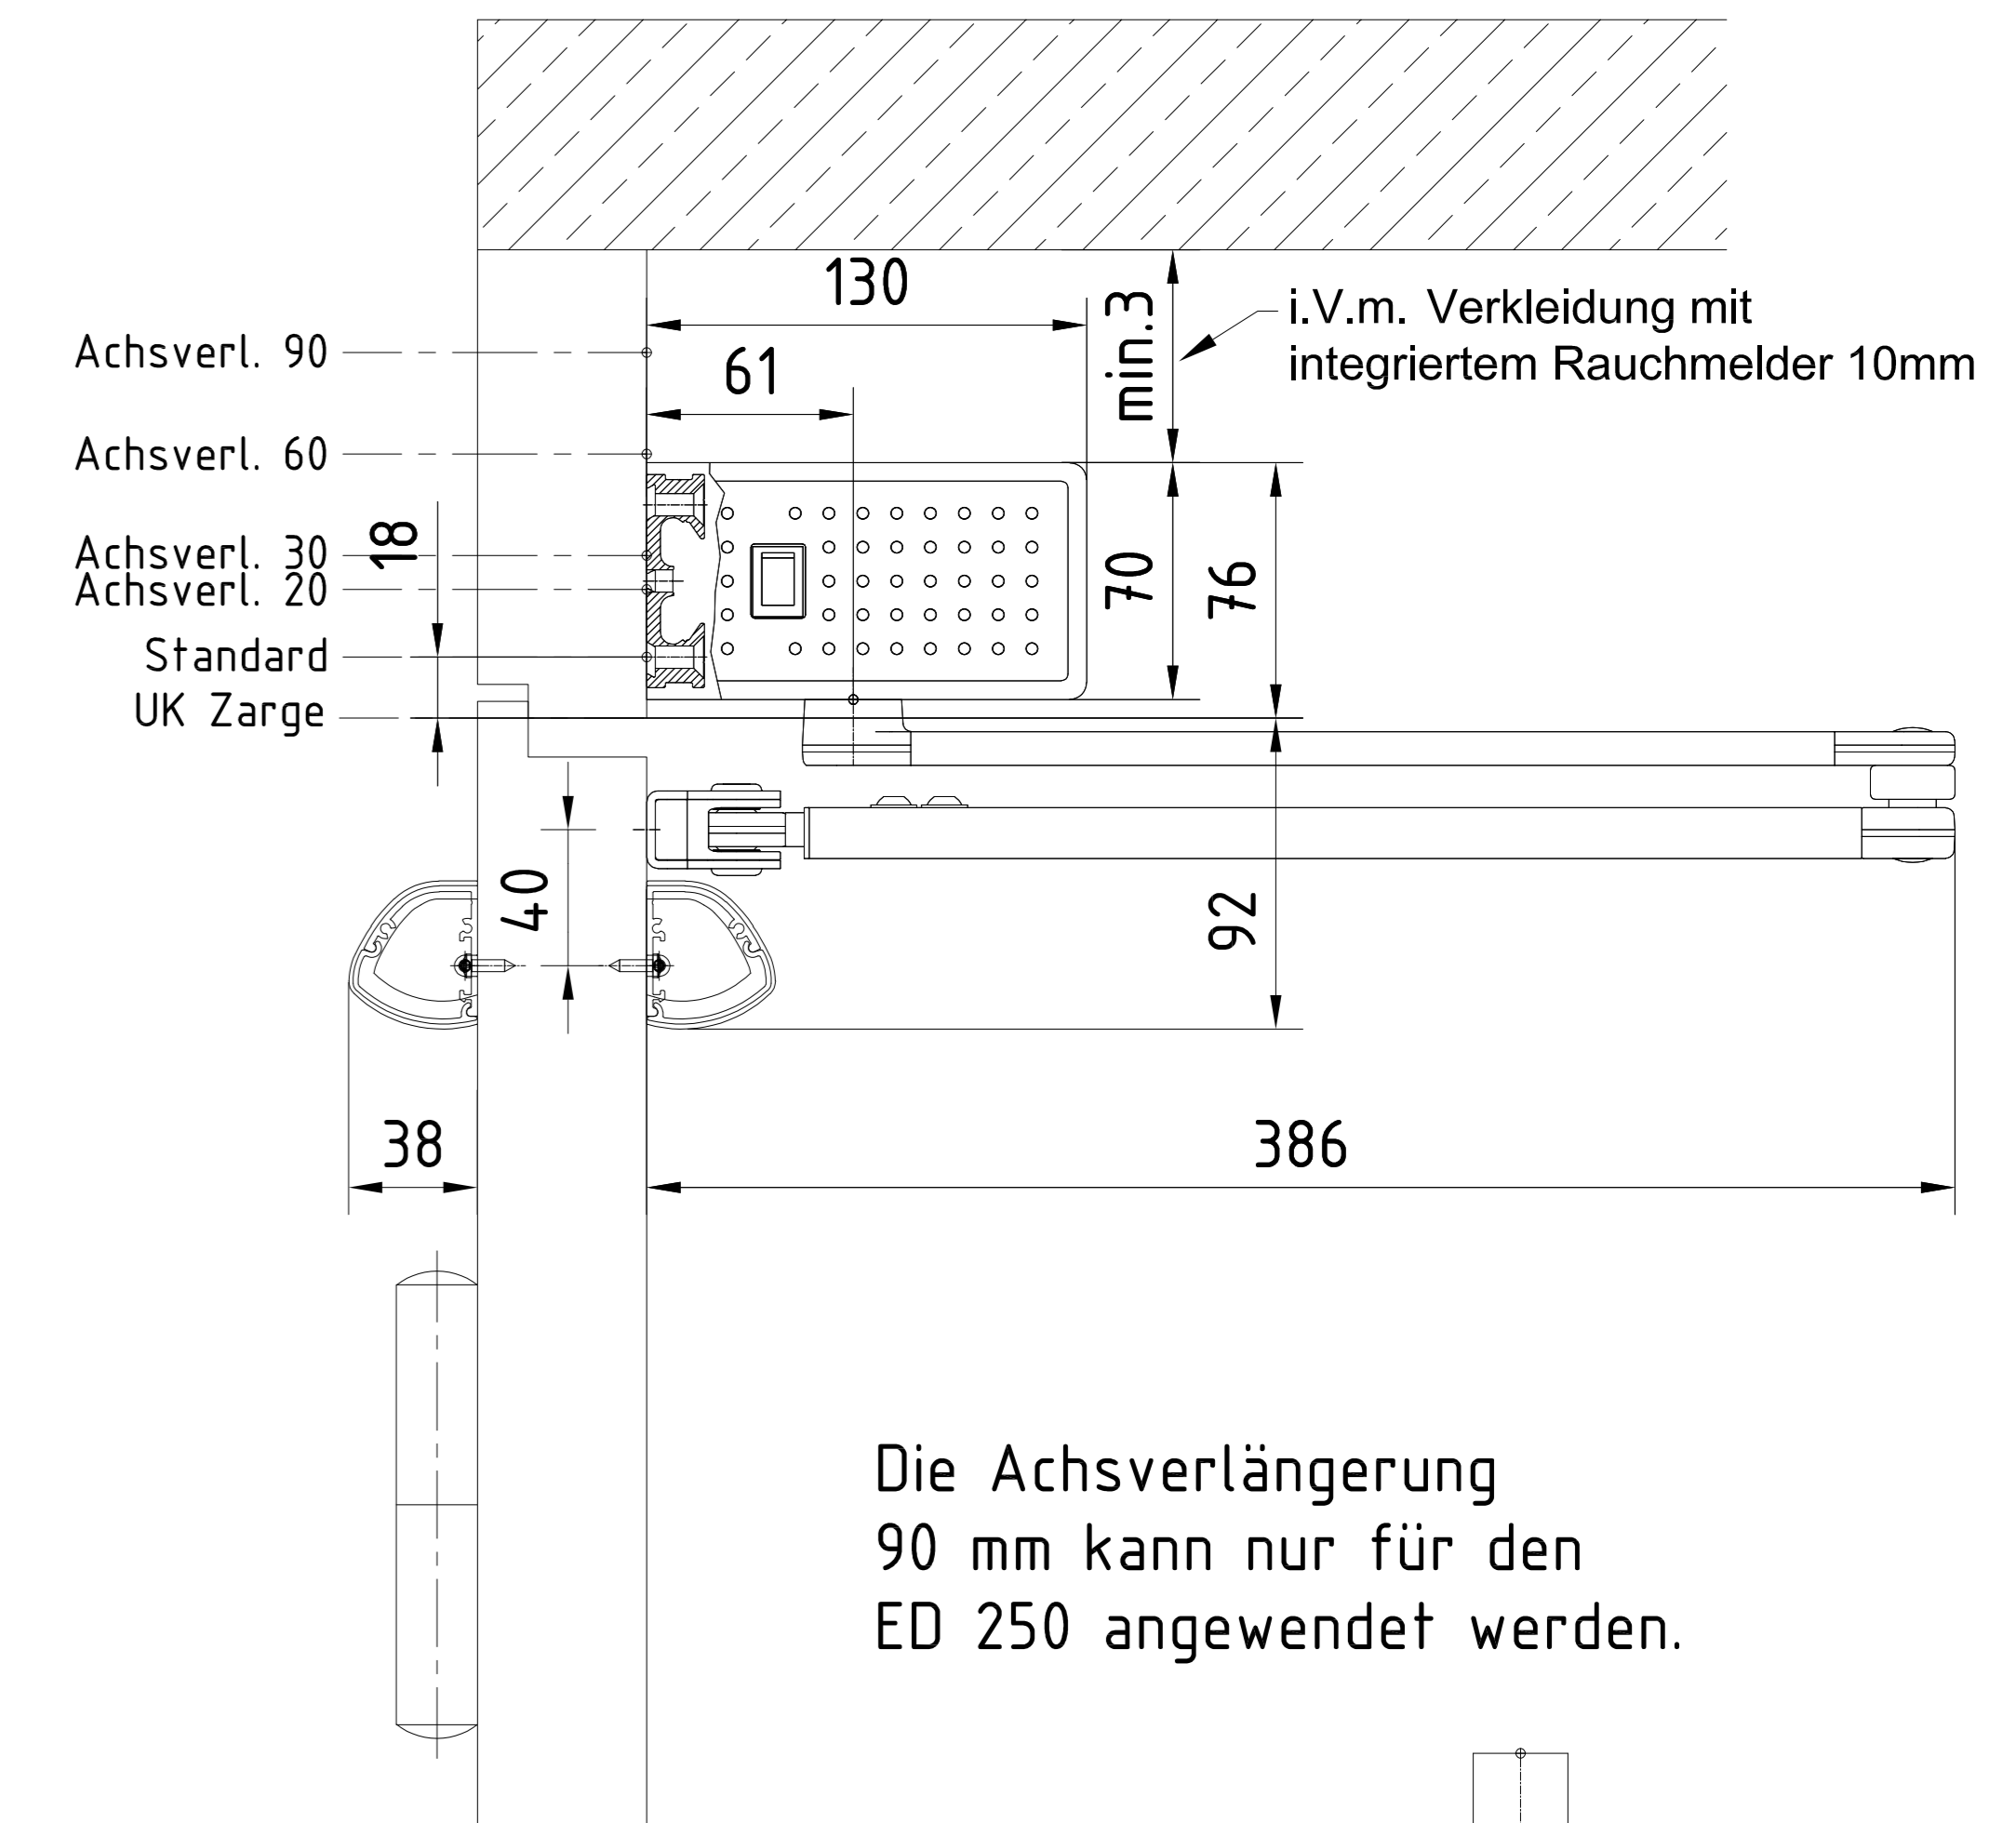 130
i.V.m. Verkleidung mit
integriertem Rauchmelder 10mm
min.3
Achsverl. 90
61
Achsverl. 60
18
Achsverl. 30
Achsverl. 20
70
76
Standard
UK Zarge
40
92
38
386
Die Achsverlängerung
90 mm kann nur für den
ED 250 angewendet werden.